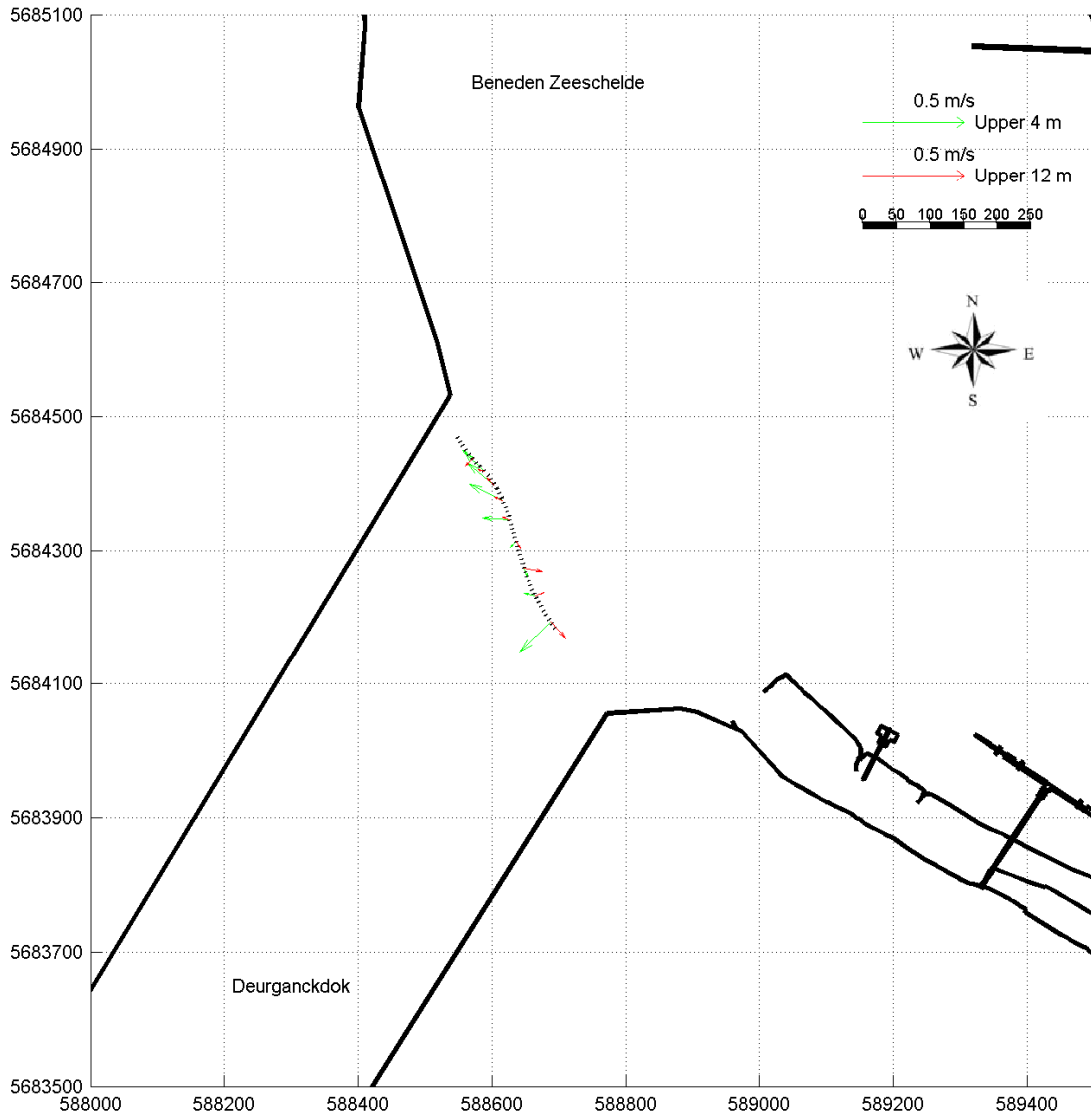 5685100
Beneden Zeeschelde
0.5 m/s
Upper 4 m
5684900
0.5 m/s
Upper 12 m
0 50 100 150 200 250
5684700
N
W E
S
5684500
5684300
5684100
5683900
5683700
Deurganckdok
5683500
588000 588200 588400 588600 588800 589000 589200 589400